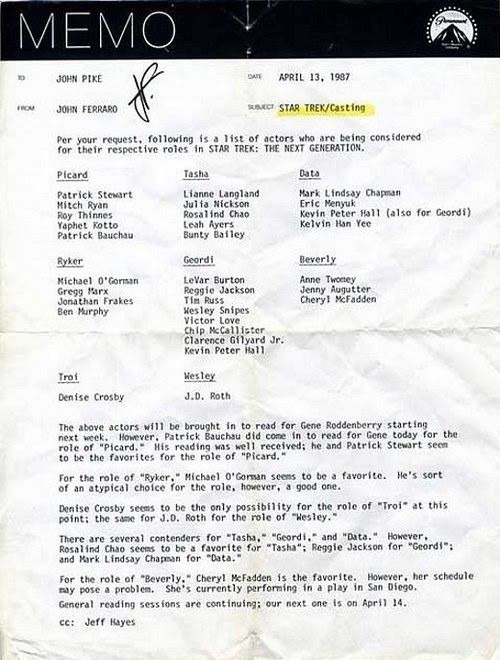 MEMO
Paramount
TO JOHN PIKE DATE APRIL 13, 1987
FROM JOHN FERRARO SUBJECT: STAR TREK/Casting
Per your request, following is a list of actors who are being considered
for their respective roles in STAR TREK: THE NEXT GENERATION.
Picard Tasha Data
Patrick Stewart Lianne Langland Mark Lindsay Chapman
Mitch Ryan Julia Nickson Eric Menyuk
Roy Thinnes Rosalind Chao Kevin Peter Hall (also for Geordi)
Yaphet Kotto Leah Ayers Kelvin Han Yee
Patrick Bauchau Bunty Bailey
Ryker Geordi Beverly
Michael O'Gorman LeVar Burton Anne Twomey
Gregg Marx Reggie Jackson Jenny Augutter
Jonathan Frakes Tim Russ Cheryl McFadden
Ben Murphy Wesley Snipes
Victor Love
Chip McCallister
Clarence Gilyard Jr.
Kevin Peter Hall
Troi Wesley
Denise Crosby J.D. Roth
The above actors will be brought in to read for Gene Roddenberry starting
next week. However, Patrick Bauchau did come in to read for Gene today for the
role of "Picard." His reading was well received; he and Patrick Stewart seem
to be the favorites for the role of "Picard."
For the role of "Ryker," Michael O'Gorman seems to be a favorite. He's sort
of an atypical choice for the role, however, a good one.
Denise Crosby seems to be the only possibility for the role of "Troi" at this
point; the same for J.D. Roth for the role of "Wesley."
There are several contenders for "Tasha," "Geordi," and "Data." However,
Rosalind Chao seems to be a favorite for "Tasha"; Reggie Jackson for "Geordi";
and Mark Lindsay Chapman for "Data."
For the role of "Beverly," Cheryl McFadden is the favorite. However, her schedule
may pose a problem. She's currently performing in a play in San Diego.
General reading sessions are continuing; our next one is on April 14.
cc: Jeff Hayes